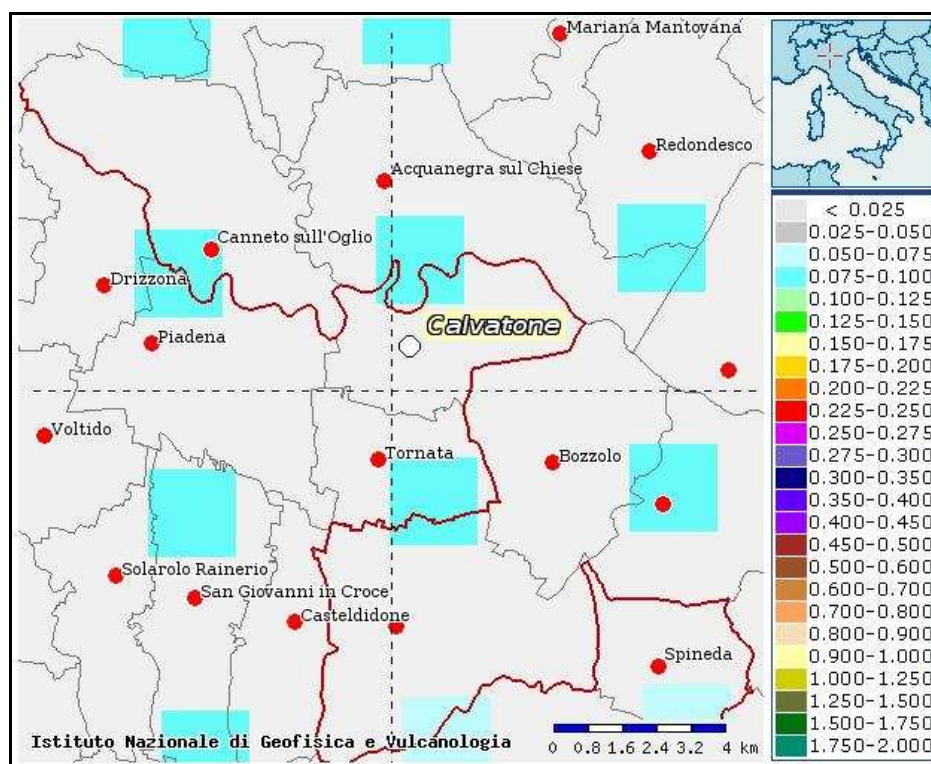 Mariana Mantovana
Redondesco
Acquanegra sul Chiese
Canneto sull'Oglio
Drizzona
Calvatone
Piadena
Voltido
Tornata
Bozzolo
Solarolo Rainerio
San Giovanni in Croce
Casteldidone
Spineda
Istituto Nazionale di Geofisica e Vulcanologia
0 0.8 1.6 2.4 3.2 4 km
< 0.025
0.025-0.050
0.050-0.075
0.075-0.100
0.100-0.125
0.125-0.150
0.150-0.175
0.175-0.200
0.200-0.225
0.225-0.250
0.250-0.275
0.275-0.300
0.300-0.350
0.350-0.400
0.400-0.450
0.450-0.500
0.500-0.600
0.600-0.700
0.700-0.800
0.800-0.900
0.900-1.000
1.000-1.250
1.250-1.500
1.500-1.750
1.750-2.000